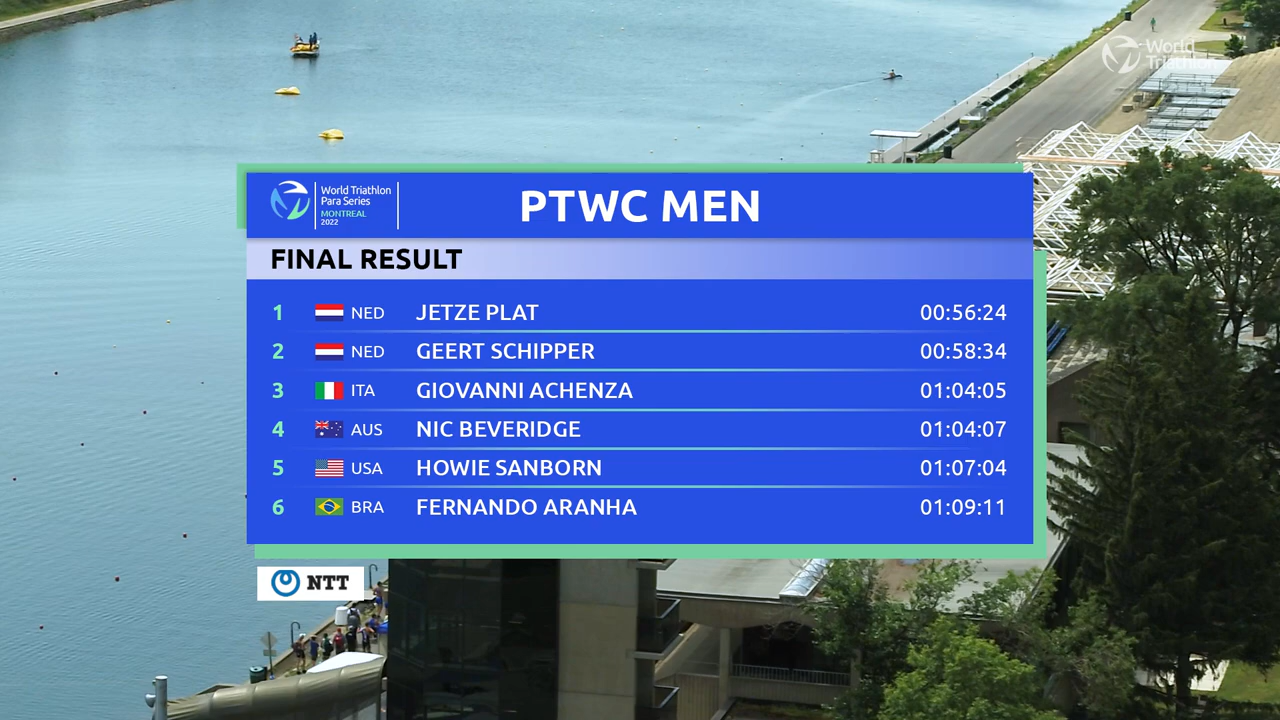 World
Triathlon
World Triathlon
Para Series
MONTREAL
2022
PTWC MEN
FINAL RESULT
1 NED JETZE PLAT 00:56:24
2 NED GEERT SCHIPPER 00:58:34
3 ITA GIOVANNI ACHENZA 01:04:05
4 AUS NIC BEVERIDGE 01:04:07
5 USA HOWIE SANBORN 01:07:04
6 BRA FERNANDO ARANHA 01:09:11
NTT